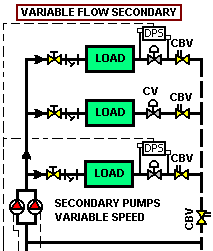 VARIABLE FLOW SECONDARY
DPS
CBV
LOAD
CV CBV
LOAD
DPS
CBV
LOAD
SECONDARY PUMPS
VARIABLE SPEED
CBV